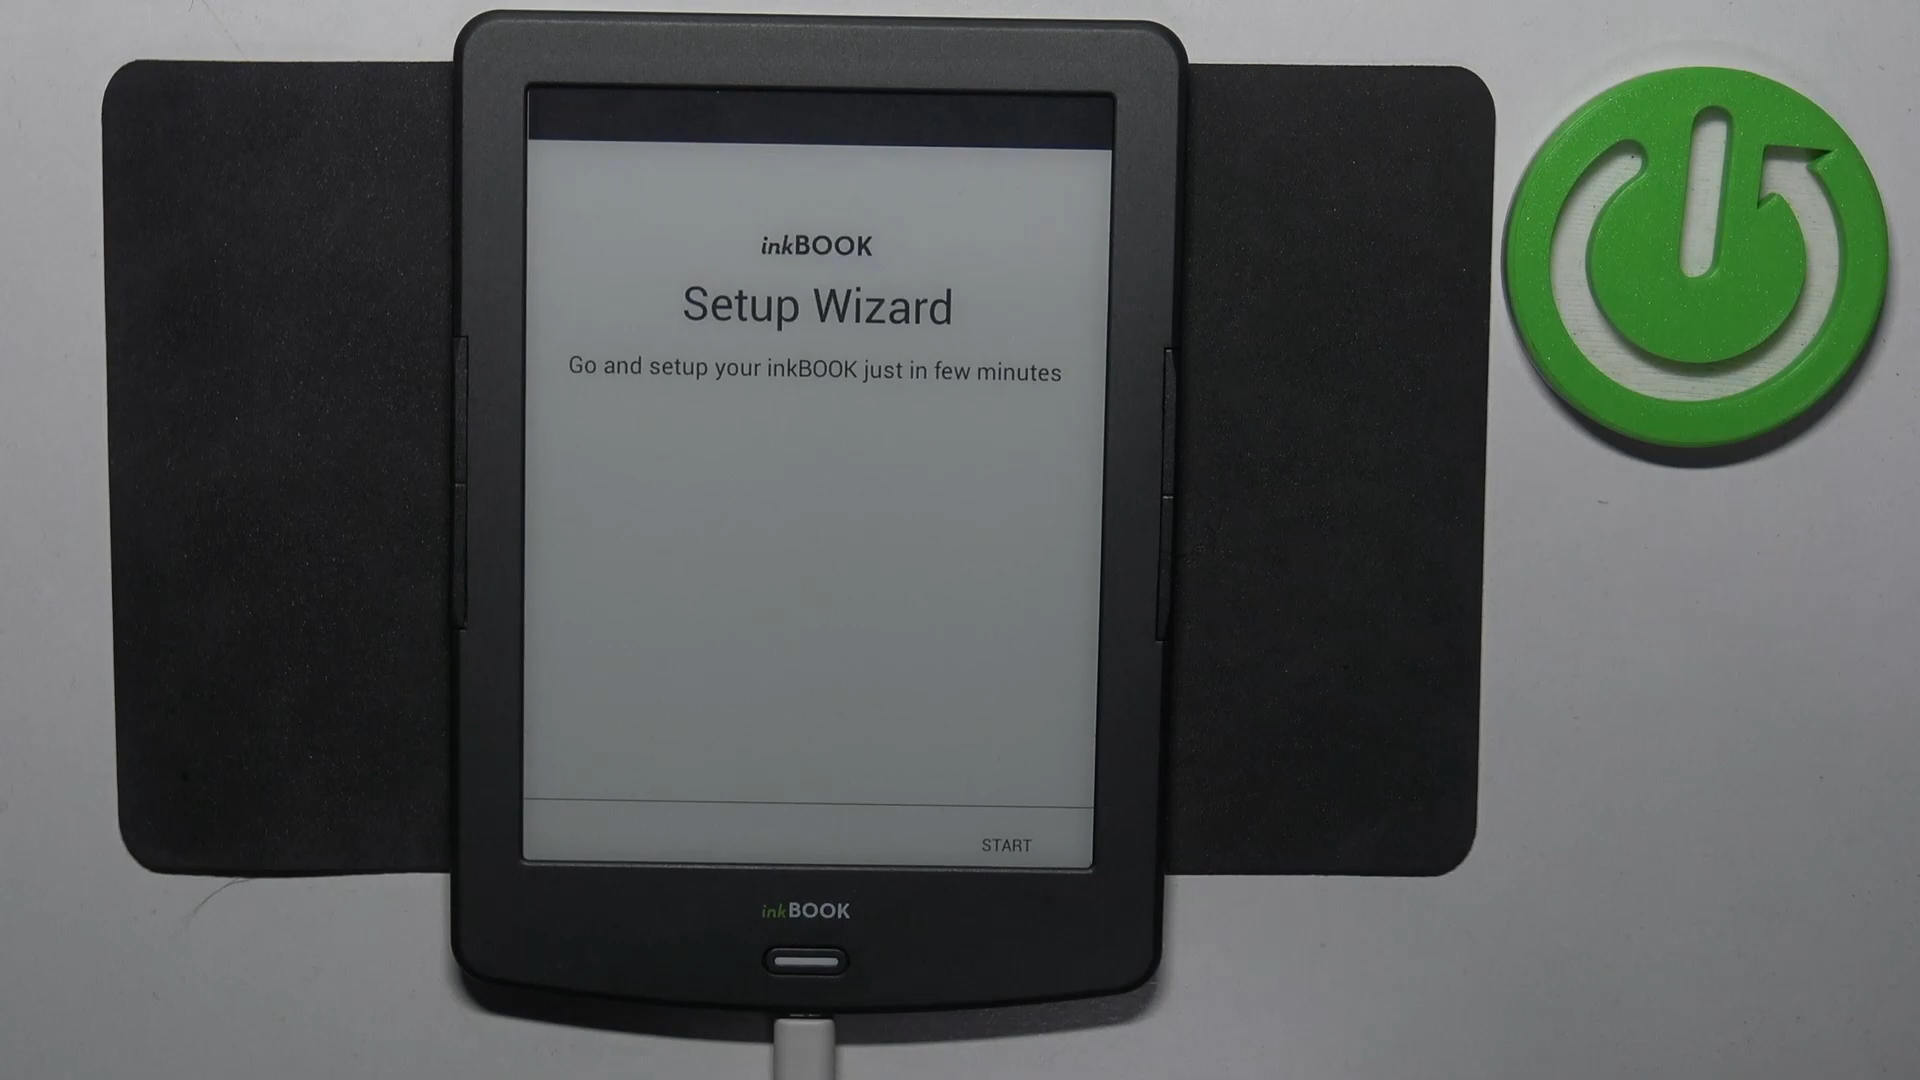 inkBOOK
Setup Wizard
Go and setup your inkBOOK just in few minutes
START
inkBOOK